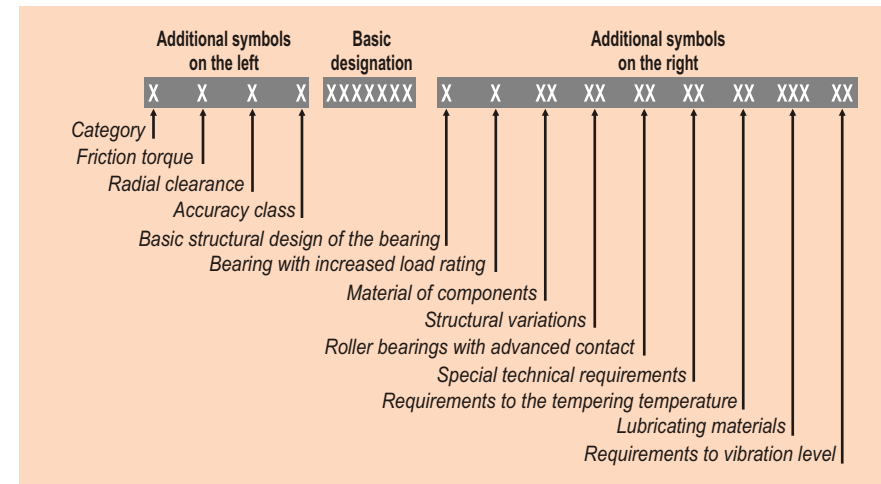 Additional symbols
on the left
Basic
designation
Additional symbols
on the right
X X X X XXXXXXX X X XX XX XX XX XX XXX XX
Category
Friction torque
Radial clearance
Accuracy class
Basic structural design of the bearing
Bearing with increased load rating
Material of components
Structural variations
Roller bearings with advanced contact
Special technical requirements
Requirements to the tempering temperature
Lubricating materials
Requirements to vibration level